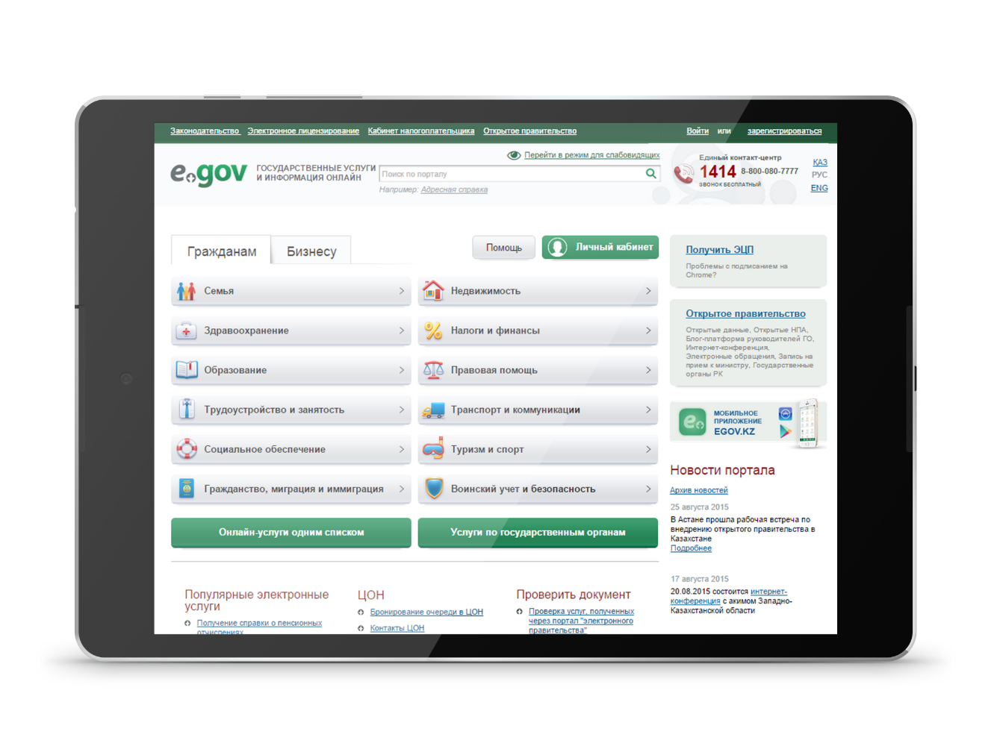 Законодательство Электронное лицензирование Кабинет налогоплательщика Открытое правительство Войти или зарегистрироваться
Перейти в режим для слабовидящих
e.gov ГОСУДАРСТВЕННЫЕ УСЛУГИ
И ИНФОРМАЦИЯ ОНЛАЙН
Поиск по порталу
Например: Адресная справка
Единый контакт-центр
1414 8-800-080-7777
ЗВОНОК БЕСПЛАТНЫЙ
ҚАЗ
РУС
ENG
Гражданам Бизнесу Помощь Личный кабинет
Семья
Недвижимость
Здравоохранение
Налоги и финансы
Образование
Правовая помощь
Трудоустройство и занятость
Транспорт и коммуникации
Социальное обеспечение
Туризм и спорт
Гражданство, миграция и иммиграция
Воинский учет и безопасность
Онлайн-услуги одним списком
Услуги по государственным органам
Популярные электронные
услуги
Получение справки о пенсионных
отчислениях
ЦОН
Бронирование очереди в ЦОН
Контакты ЦОН
Проверить документ
Проверка услуг, полученных
через портал "электронного
правительства"
Получить ЭЦП
Проблемы с подписанием на
Chrome?
Открытое правительство
Открытые данные, Открытые НПА,
Блог-платформа руководителей ГО,
Интернет-конференция,
Электронные обращения, Запись на
прием к министру, Государственные
органы РК
e
МОБИЛЬНОЕ
ПРИЛОЖЕНИЕ
EGOV.KZ
Новости портала
Архив новостей
25 августа 2015
В Астане прошла рабочая встреча по
внедрению открытого правительства в
Казахстане
Подробнее
17 августа 2015
20.08.2015 состоится интернет-
конференция с акимом Западно-
Казахстанской области